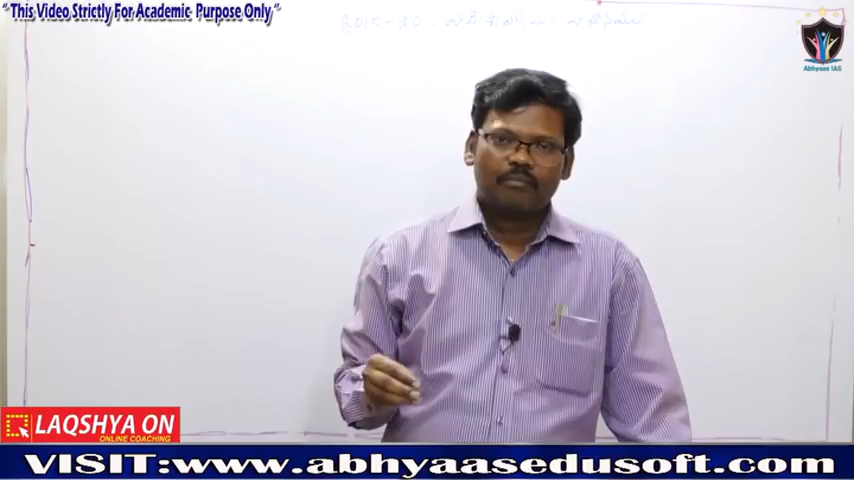 “This Video Strictly For Academic Purpose Only”
Abhyaas IAS
LAQSHYA ON
ONLINE COACHING
VISIT:www.abhyaasedusoft.com